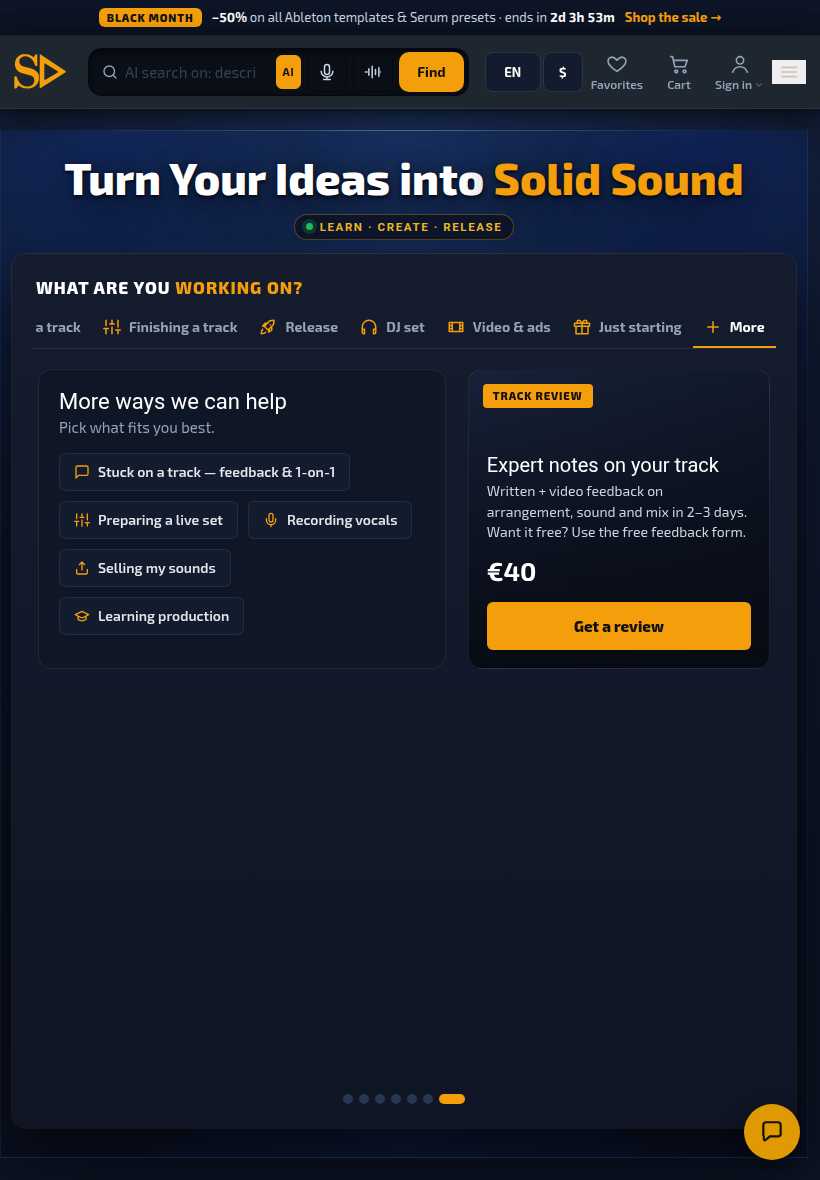 BLACK MONTH −50% on all Ableton templates & Serum presets · ends in 2d 3h 53m Shop the sale →
S
AI search on: descri AI Find EN $ Favorites Cart Sign in
Turn Your Ideas into Solid Sound
LEARN · CREATE · RELEASE
WHAT ARE YOU WORKING ON?
a track Finishing a track Release DJ set Video & ads Just starting More
More ways we can help
Pick what fits you best.
Stuck on a track — feedback & 1-on-1
Preparing a live set Recording vocals
Selling my sounds
Learning production
TRACK REVIEW
Expert notes on your track
Written + video feedback on
arrangement, sound and mix in 2–3 days.
Want it free? Use the free feedback form.
€40
Get a review